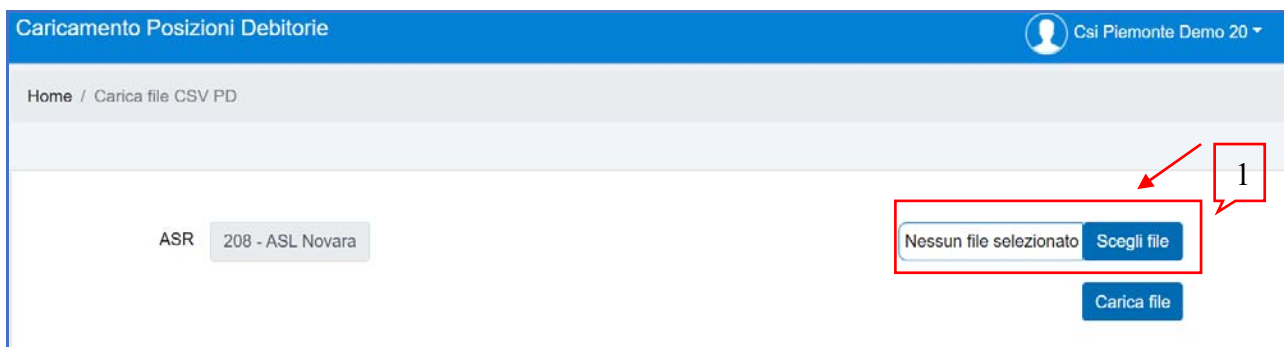 Caricamento Posizioni Debitorie
Csi Piemonte Demo 20
Home / Carica file CSV PD
1
ASR 208 - ASL Novara
Nessun file selezionato Scegli file
Carica file